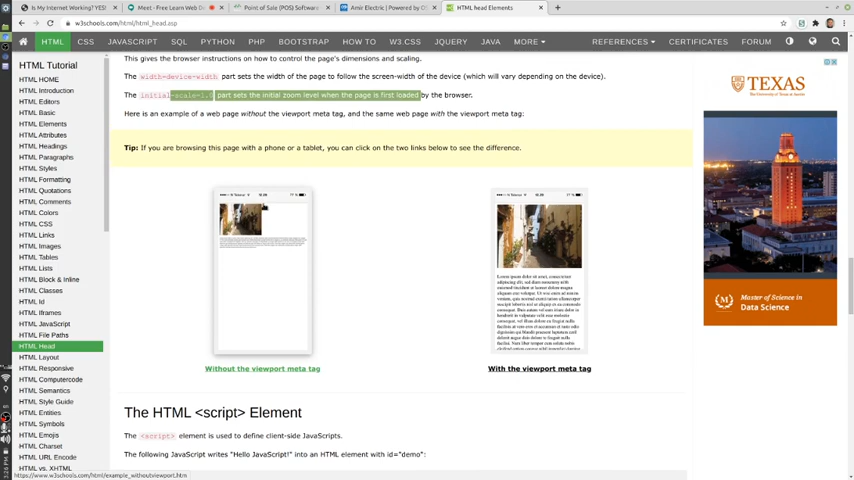 Is My Internet Working? YES!
Meet - Free Learn Web De
Point of Sale (POS) Software
Amir Electric | Powered by OS
HTML head Elements
w3schools.com/html/html_head.asp
HTML CSS JAVASCRIPT SQL PYTHON PHP BOOTSTRAP HOW TO W3.CSS JQUERY JAVA MORE REFERENCES CERTIFICATES FORUM
HTML Tutorial
HTML HOME
HTML Introduction
HTML Editors
HTML Basic
HTML Elements
HTML Attributes
HTML Headings
HTML Paragraphs
HTML Styles
HTML Formatting
HTML Quotations
HTML Comments
HTML Colors
HTML CSS
HTML Links
HTML Images
HTML Tables
HTML Lists
HTML Block & Inline
HTML Classes
HTML Id
HTML Iframes
HTML JavaScript
HTML File Paths
HTML Head
HTML Layout
HTML Responsive
HTML Computercode
HTML Semantics
HTML Style Guide
HTML Entities
HTML Symbols
HTML Emojis
HTML Charset
HTML URL Encode
HTML vs. XHTML
This gives the browser instructions on how to control the page's dimensions and scaling.
The width=device-width part sets the width of the page to follow the screen-width of the device (which will vary depending on the device).
The initial-scale=1.0 part sets the initial zoom level when the page is first loaded by the browser.
Here is an example of a web page without the viewport meta tag, and the same web page with the viewport meta tag:
Tip: If you are browsing this page with a phone or a tablet, you can click on the two links below to see the difference.
Without the viewport meta tag
With the viewport meta tag
The HTML <script> Element
The <script> element is used to define client-side JavaScripts.
The following JavaScript writes "Hello JavaScript!" into an HTML element with id="demo":
TEXAS
The University of Texas at Austin
Master of Science in
Data Science
https://www.w3schools.com/html/example_withoutviewport.htm
3:26 PM